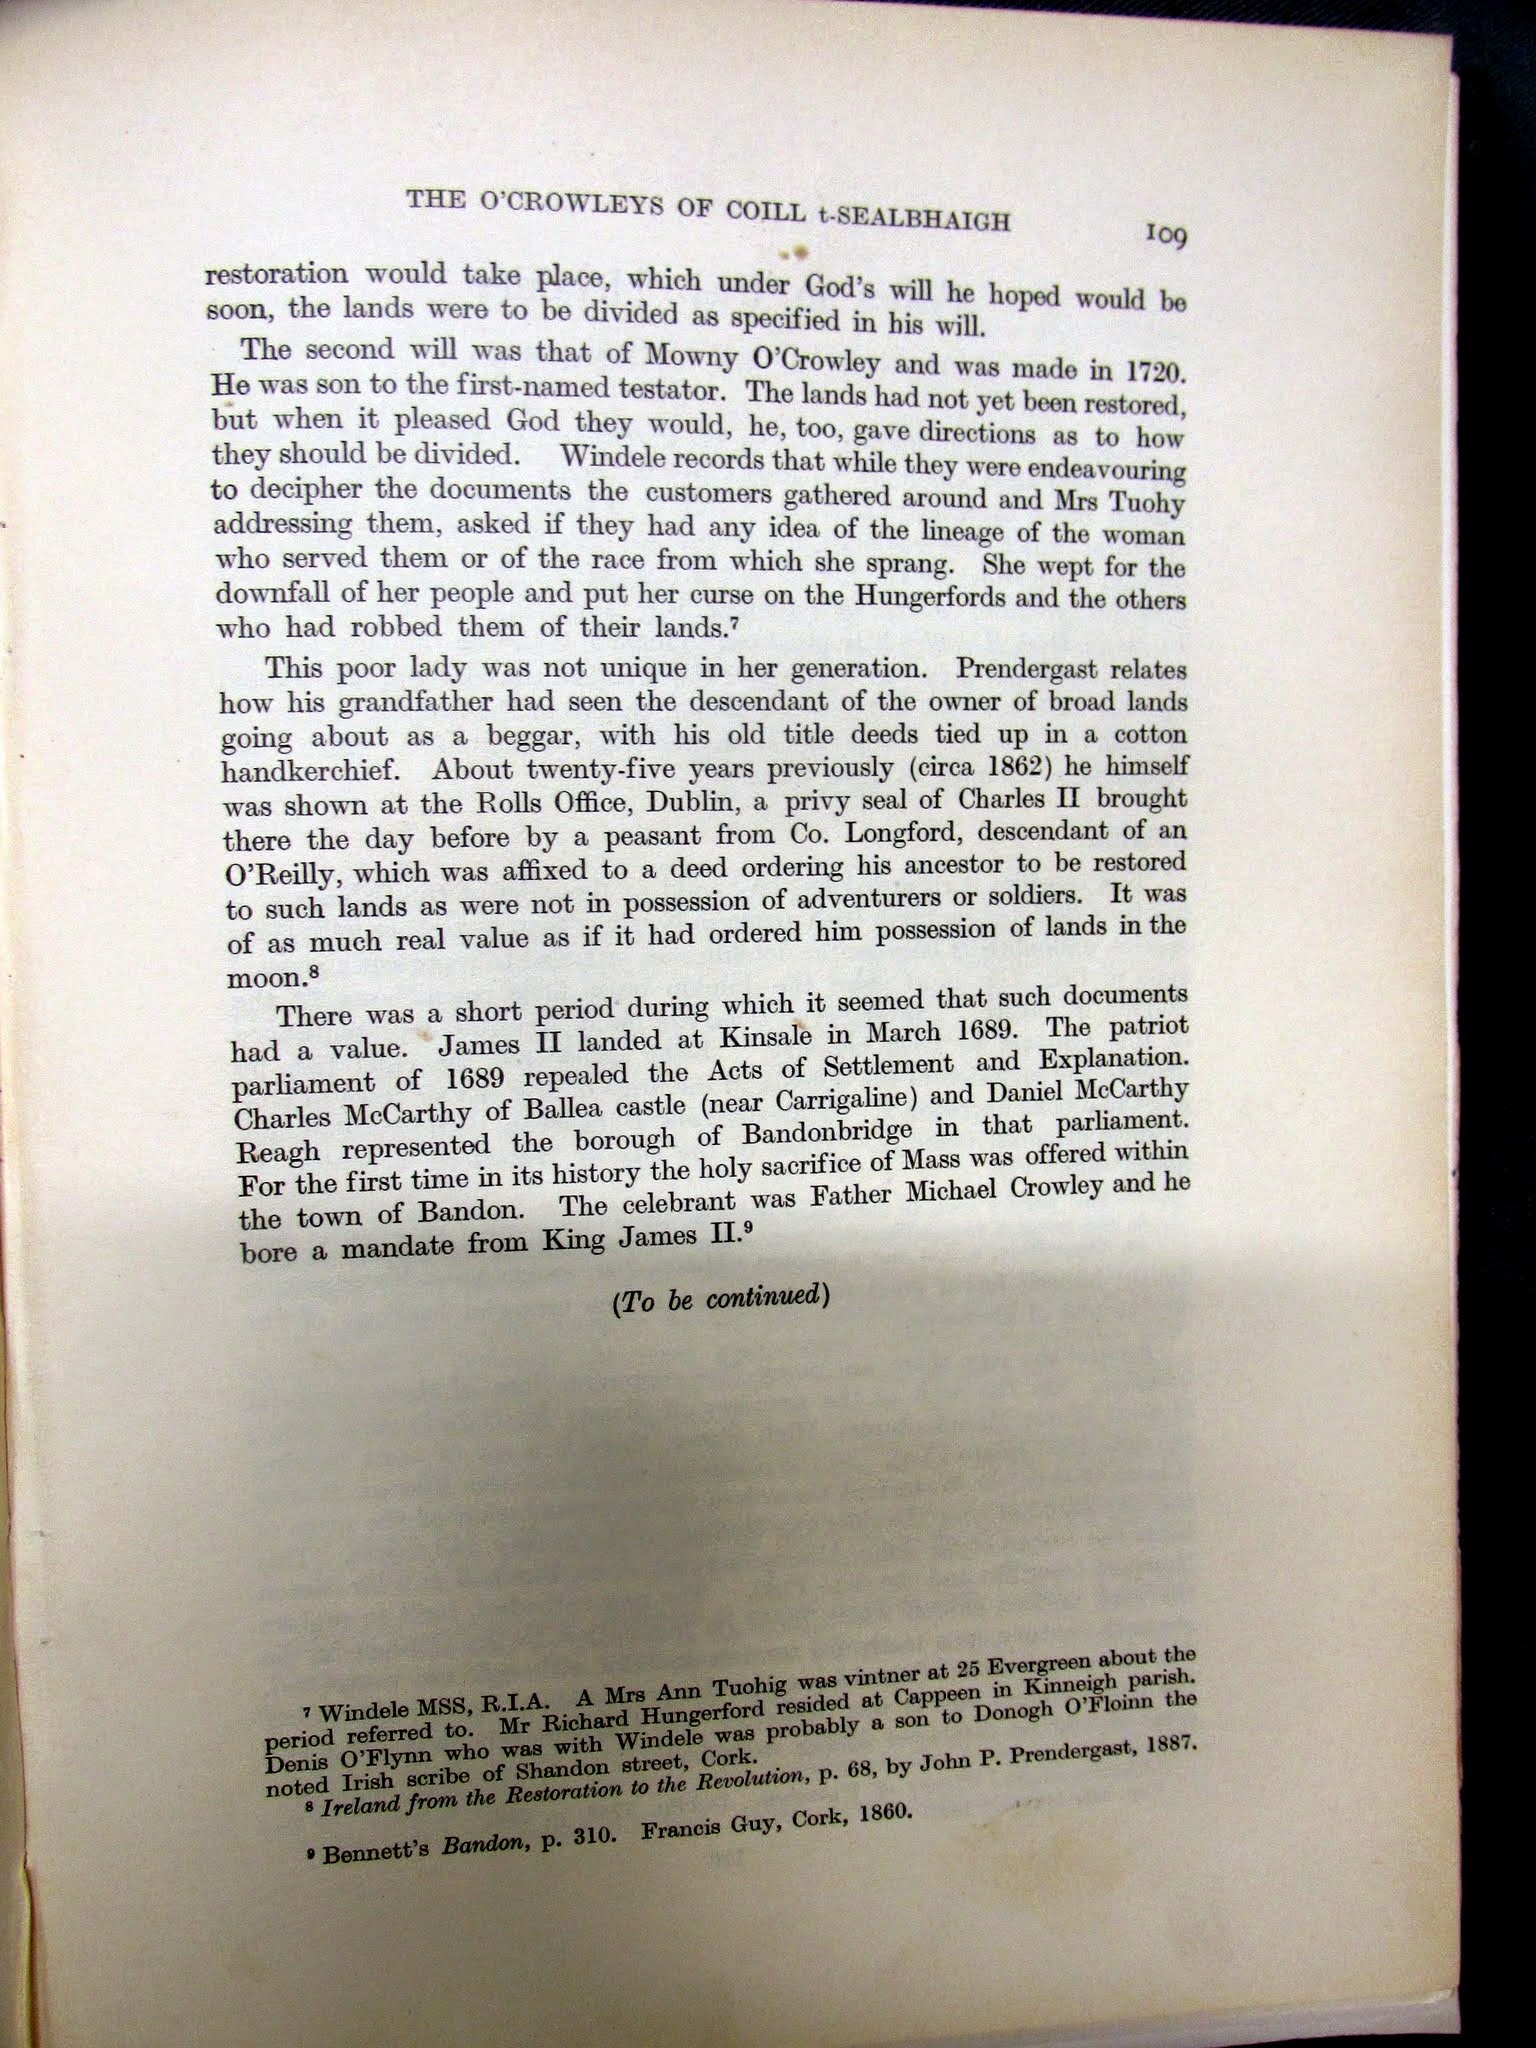 THE O'CROWLEYS OF COILL t-SEALBHAIGH 109
restoration would take place, which under God's will he hoped would be
soon, the lands were to be divided as specified in his will.
The second will was that of Mowny O'Crowley and was made in 1720.
He was son to the first-named testator. The lands had not yet been restored,
but when it pleased God they would, he, too, gave directions as to how
they should be divided. Windele records that while they were endeavouring
to decipher the documents the customers gathered around and Mrs Tuohy
addressing them, asked if they had any idea of the lineage of the woman
who served them or of the race from which she sprang. She wept for the
downfall of her people and put her curse on the Hungerfords and the others
who had robbed them of their lands.⁷
This poor lady was not unique in her generation. Prendergast relates
how his grandfather had seen the descendant of the owner of broad lands
going about as a beggar, with his old title deeds tied up in a cotton
handkerchief. About twenty-five years previously (circa 1862) he himself
was shown at the Rolls Office, Dublin, a privy seal of Charles II brought
there the day before by a peasant from Co. Longford, descendant of an
O'Reilly, which was affixed to a deed ordering his ancestor to be restored
to such lands as were not in possession of adventurers or soldiers. It was
of as much real value as if it had ordered him possession of lands in the
moon.⁸
There was a short period during which it seemed that such documents
had a value. James II landed at Kinsale in March 1689. The patriot
parliament of 1689 repealed the Acts of Settlement and Explanation.
Charles McCarthy of Ballea castle (near Carrigaline) and Daniel McCarthy
Reagh represented the borough of Bandonbridge in that parliament.
For the first time in its history the holy sacrifice of Mass was offered within
the town of Bandon. The celebrant was Father Michael Crowley and he
bore a mandate from King James II.⁹
(To be continued)
⁷ Windele MSS, R.I.A. A Mrs Ann Tuohig was vintner at 25 Evergreen about the
period referred to. Mr Richard Hungerford resided at Cappeen in Kinneigh parish.
Denis O'Flynn who was with Windele was probably a son to Donogh O'Floinn the
noted Irish scribe of Shandon street, Cork.
⁸ Ireland from the Restoration to the Revolution, p. 68, by John P. Prendergast, 1887.
⁹ Bennett's Bandon, p. 310. Francis Guy, Cork, 1860.